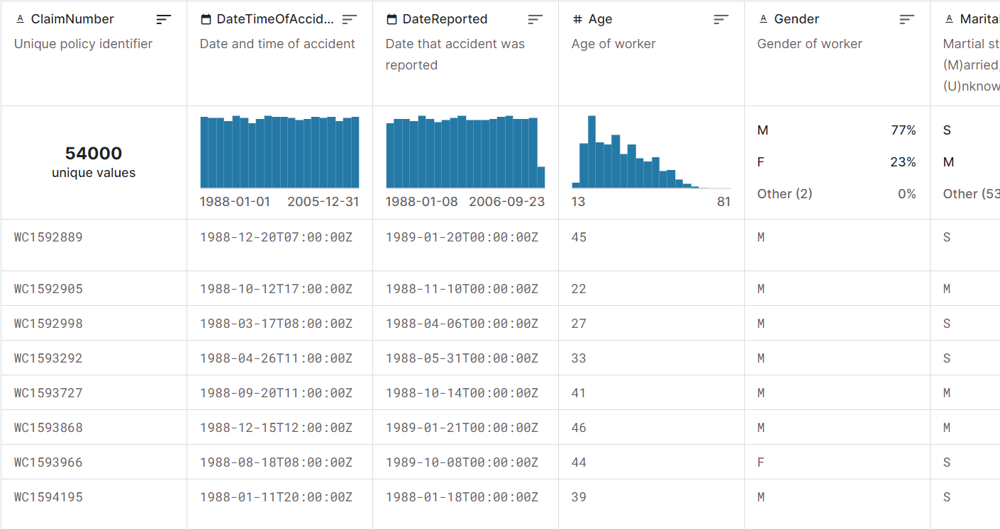 ClaimNumber DateTimeOfAccid... DateReported # Age Gender Marital
Unique policy identifier Date and time of accident Date that accident was Age of worker Gender of worker Martial st
reported (M)arried,
(U)nknow
M 77% S
54000 F 23% M
unique values
Other (2) 0% Other (53
1988-01-01 2005-12-31 1988-01-08 2006-09-23 13 81
WC1592889 1988-12-20T07:00:00Z 1989-01-20T00:00:00Z 45 M S
WC1592905 1988-10-12T17:00:00Z 1988-11-10T00:00:00Z 22 M M
WC1592998 1988-03-17T08:00:00Z 1988-04-06T00:00:00Z 27 M S
WC1593292 1988-04-26T11:00:00Z 1988-05-31T00:00:00Z 33 M S
WC1593727 1988-09-20T11:00:00Z 1988-10-14T00:00:00Z 41 M M
WC1593868 1988-12-15T12:00:00Z 1989-01-21T00:00:00Z 46 M M
WC1593966 1988-08-18T08:00:00Z 1989-10-08T00:00:00Z 44 F S
WC1594195 1988-01-11T20:00:00Z 1988-01-18T00:00:00Z 39 M S